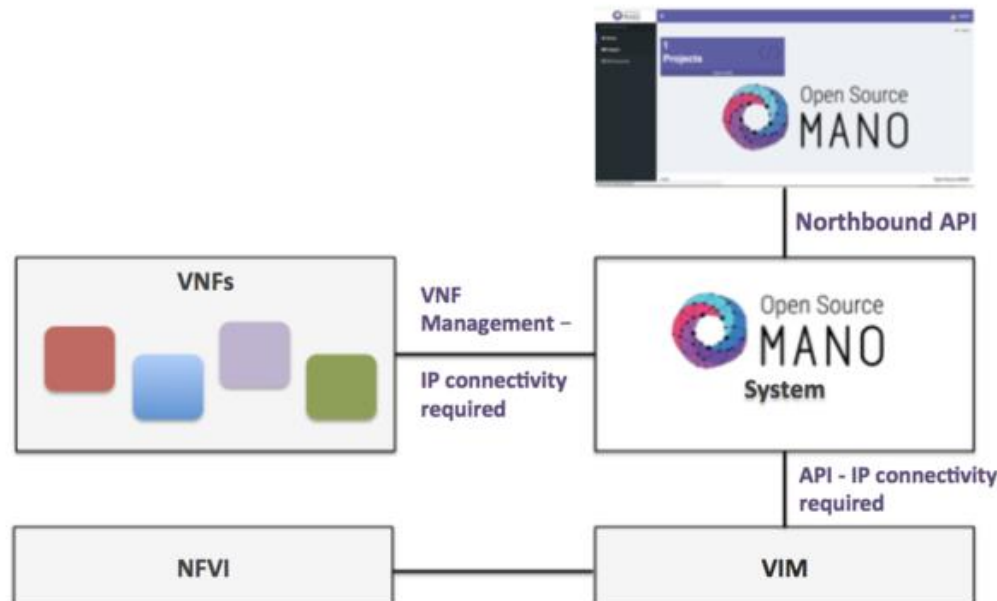 1
Projects
Open Source
MANO
Northbound API
VNFs
VNF
Management –
IP connectivity
required
Open Source
MANO
System
API - IP connectivity
required
NFVI
VIM